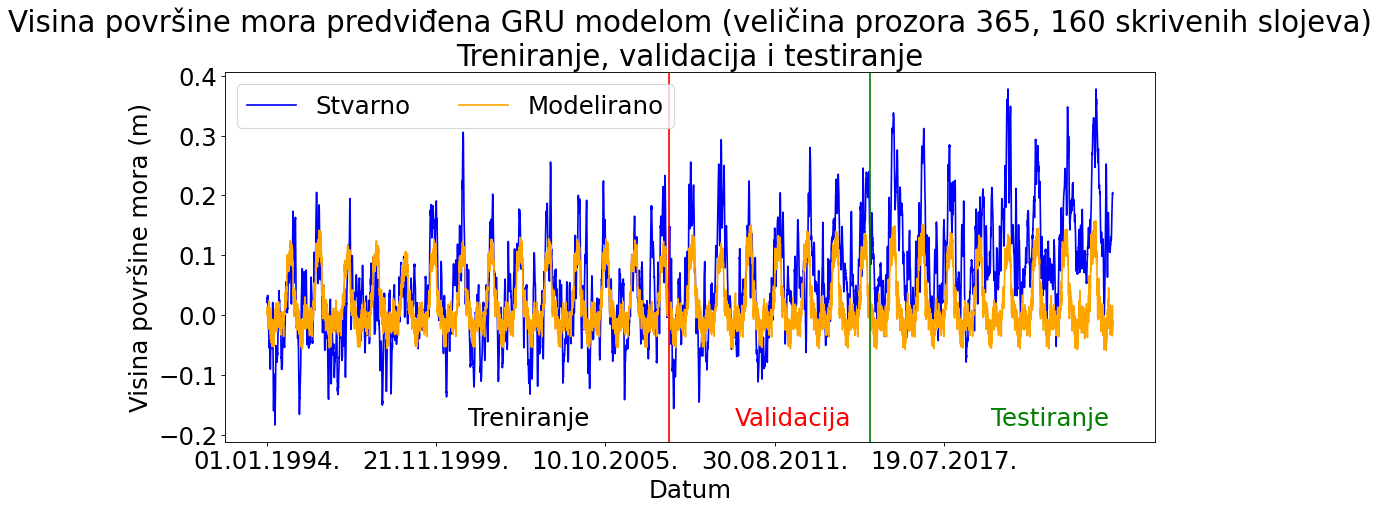 Visina površine mora predviđena GRU modelom (veličina prozora 365, 160 skrivenih slojeva)
Treniranje, validacija i testiranje
Stvarno
Modelirano
Visina površine mora (m)
0.4
0.3
0.2
0.1
0.0
−0.1
−0.2
Treniranje
Validacija
Testiranje
01.01.1994.
21.11.1999.
10.10.2005.
30.08.2011.
19.07.2017.
Datum